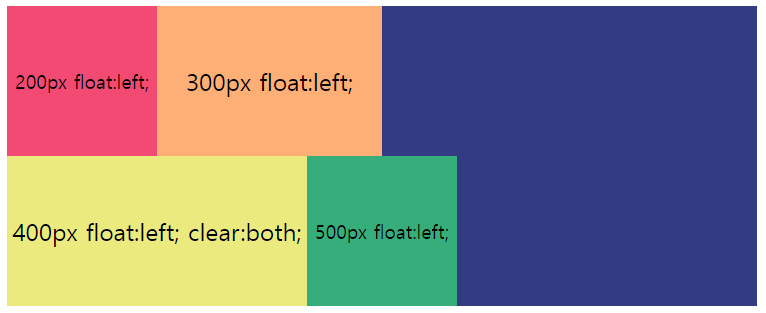 200px float:left;
300px float:left;
400px float:left; clear:both;
500px float:left;